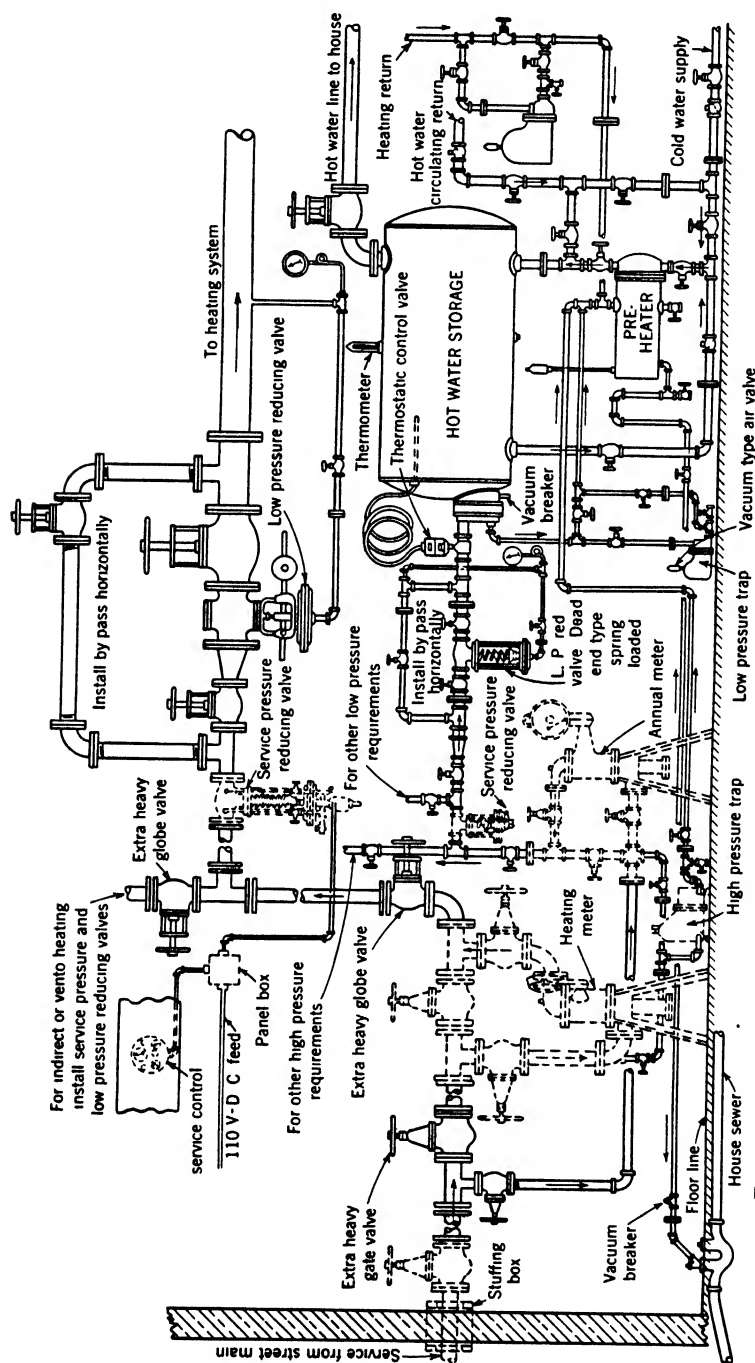 For indirect or vento heating
install service pressure and
low pressure reducing valves
service control
110 V-D C feed
Panel box
Extra heavy
globe valve
Service pressure
reducing valve
Install by pass horizontally
Low pressure reducing valve
To heating system
Hot water line to house
Thermometer
Thermostatic control valve
HOT WATER STORAGE
Heating return
Hot water
circulating return
Cold water supply
PRE-
HEATER
Vacuum
breaker
Install by pass
horizontally
L. P red
valve Dead
end type
spring
loaded
For other low pressure
requirements
Service pressure
reducing valve
For other high pressure
requirements
Extra heavy globe valve
Heating
meter
Annual meter
Extra heavy
gate valve
Stuffing
box
Service from street main
Vacuum
breaker
Floor line
House sewer
High pressure trap
Low pressure trap
Vacuum type air valve